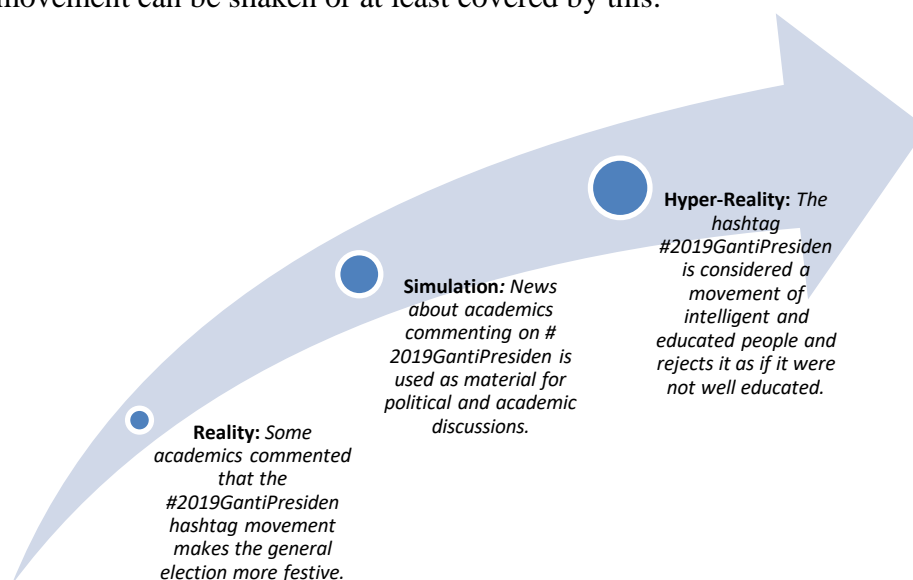 movement can be shaken or at least covered by this.
Hyper-Reality: The
hashtag
#2019GantiPresiden
is considered a
movement of
intelligent and
educated people and
rejects it as if it were
not well educated.
Simulation: News
about academics
commenting on #
2019GantiPresiden is
used as material for
political and academic
discussions.
Reality: Some
academics commented
that the
#2019GantiPresiden
hashtag movement
makes the general
election more festive.